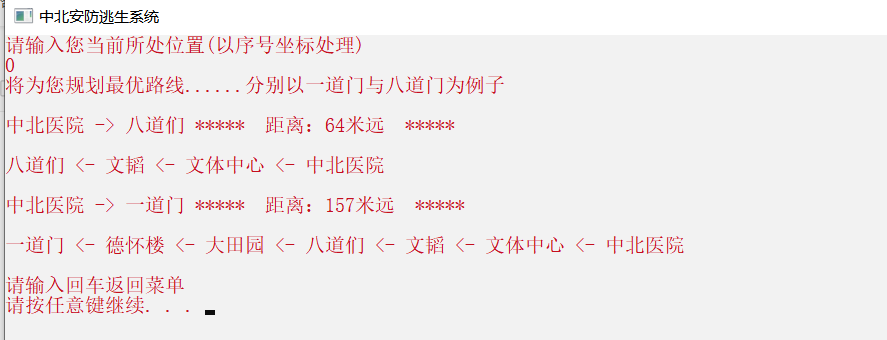 中北安防逃生系统
请输入您当前所处位置(以序号坐标处理)
0
将为您规划最优路线......分别以一道门与八道门为例子
中北医院 -> 八道们 ***** 距离：64米远 *****
八道们 <- 文韬 <- 文体中心 <- 中北医院
中北医院 -> 一道门 ***** 距离：157米远 *****
一道门 <- 德怀楼 <- 大田园 <- 八道们 <- 文韬 <- 文体中心 <- 中北医院
请输入回车返回菜单
请按任意键继续. . .